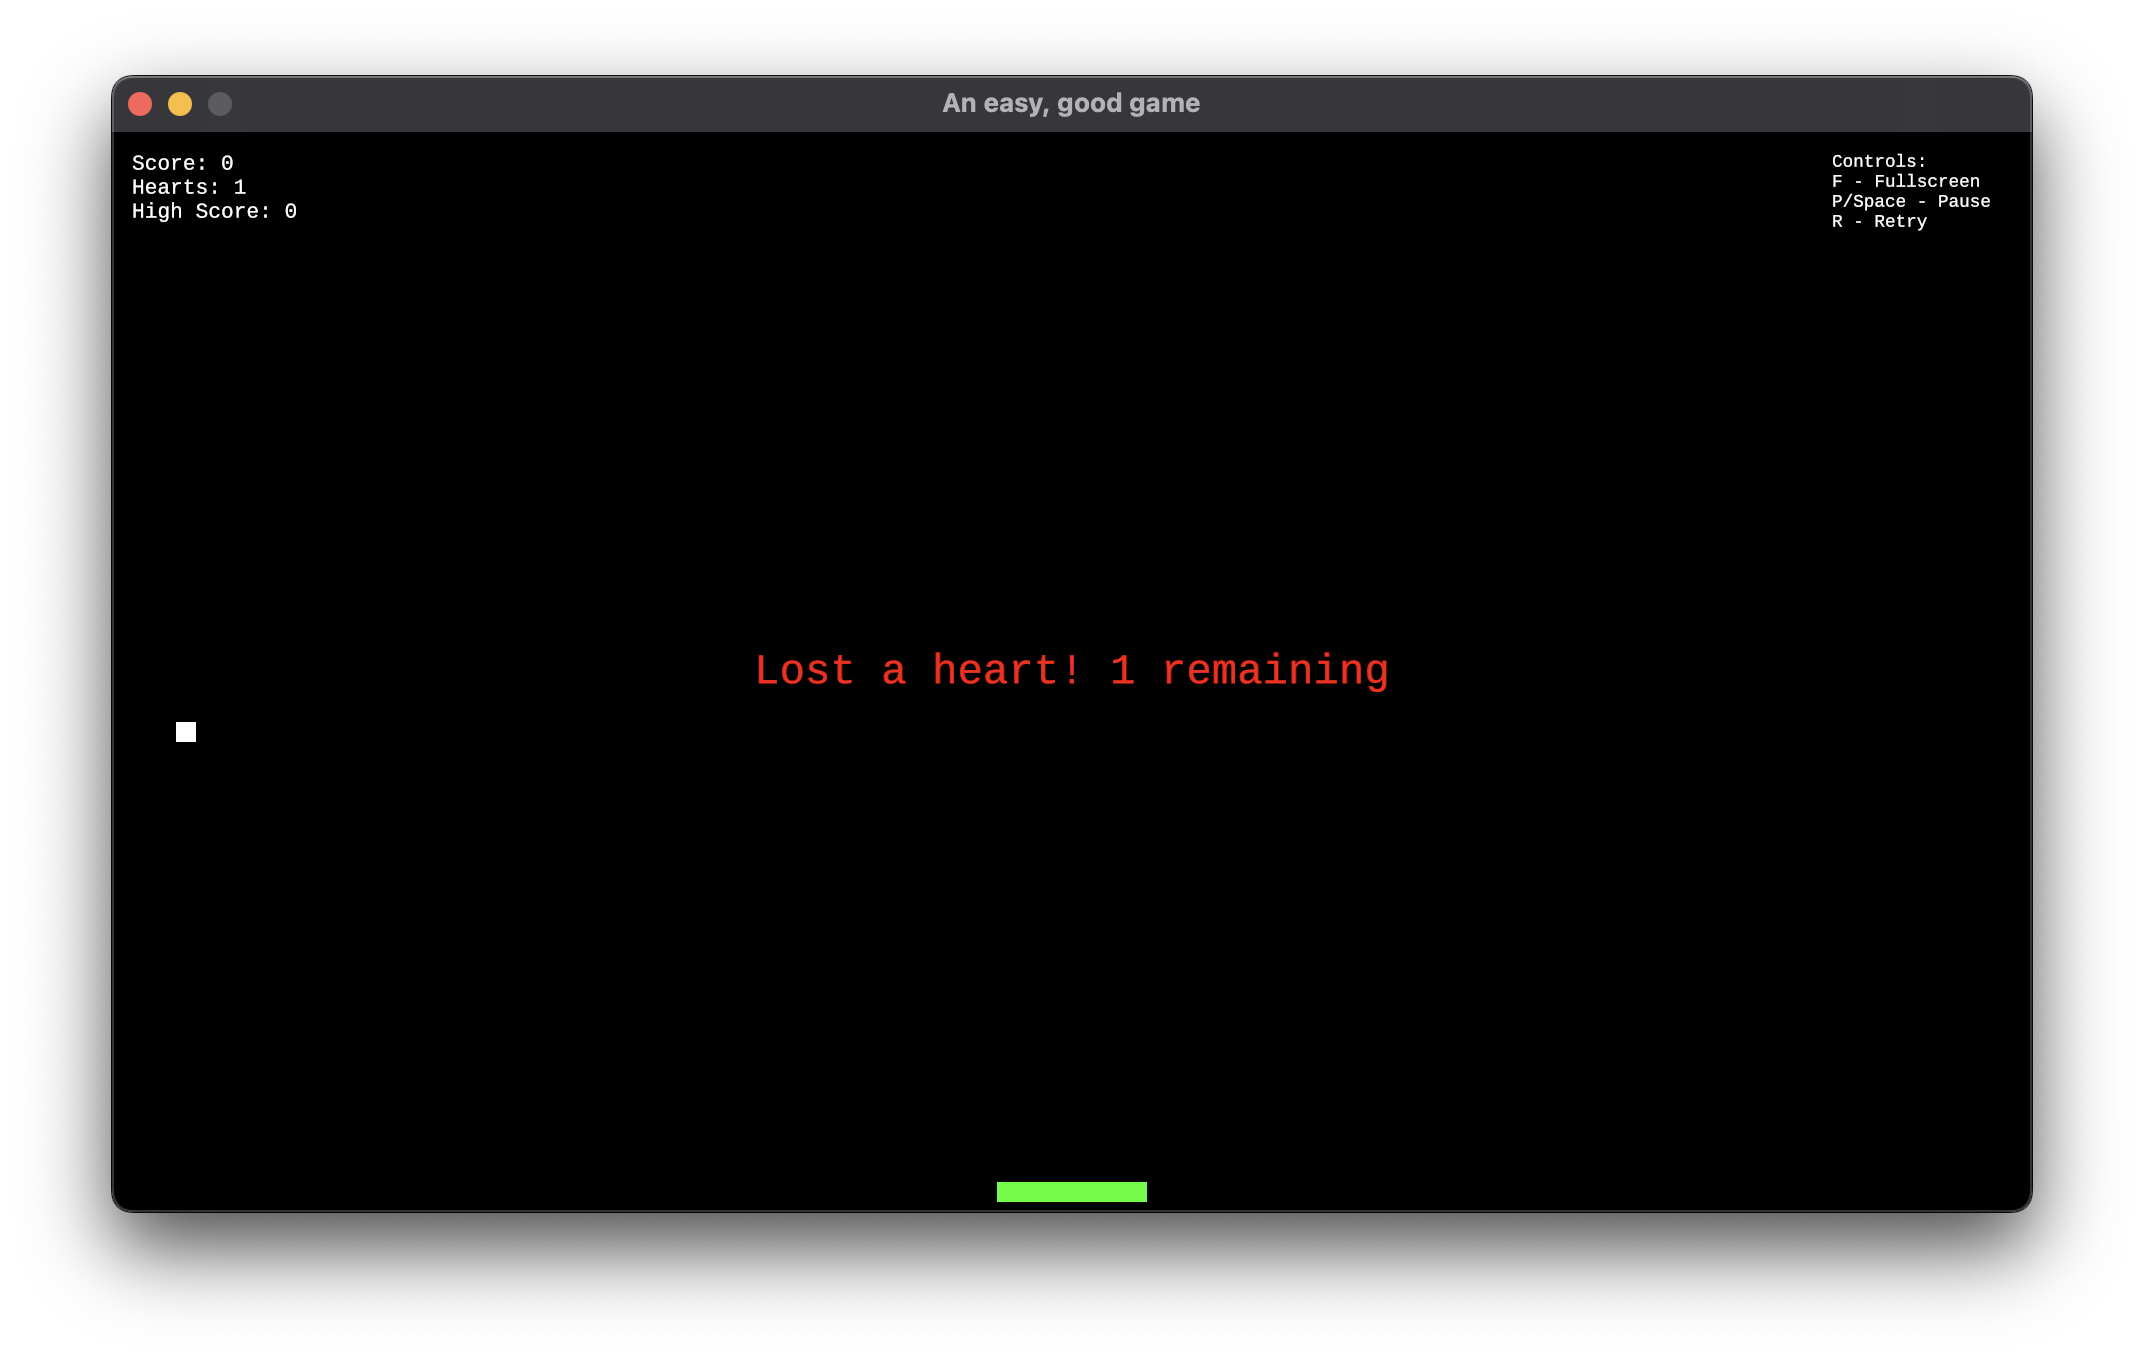 An easy, good game
Score: 0
Hearts: 1
High Score: 0
Controls:
F - Fullscreen
P/Space - Pause
R - Retry
Lost a heart! 1 remaining